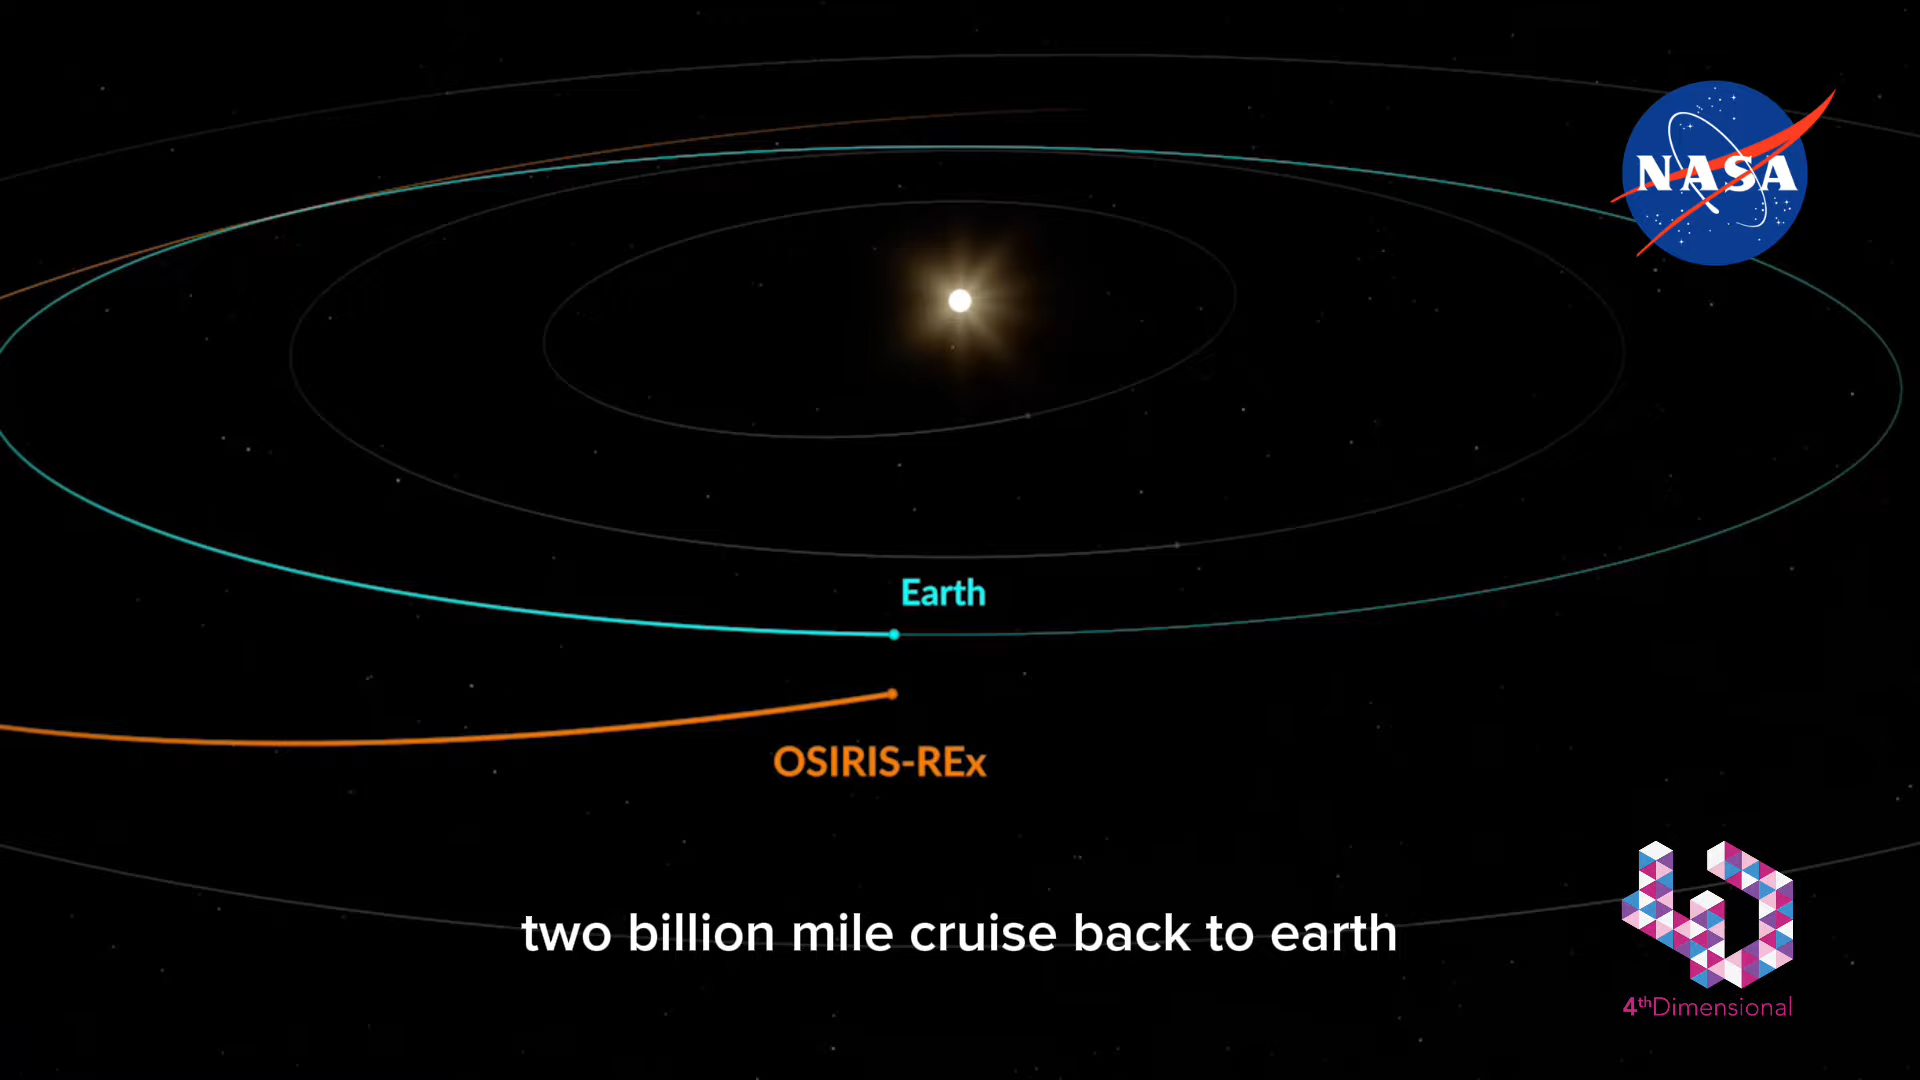 NASA
Earth
OSIRIS-REx
two billion mile cruise back to earth
4thDimensional